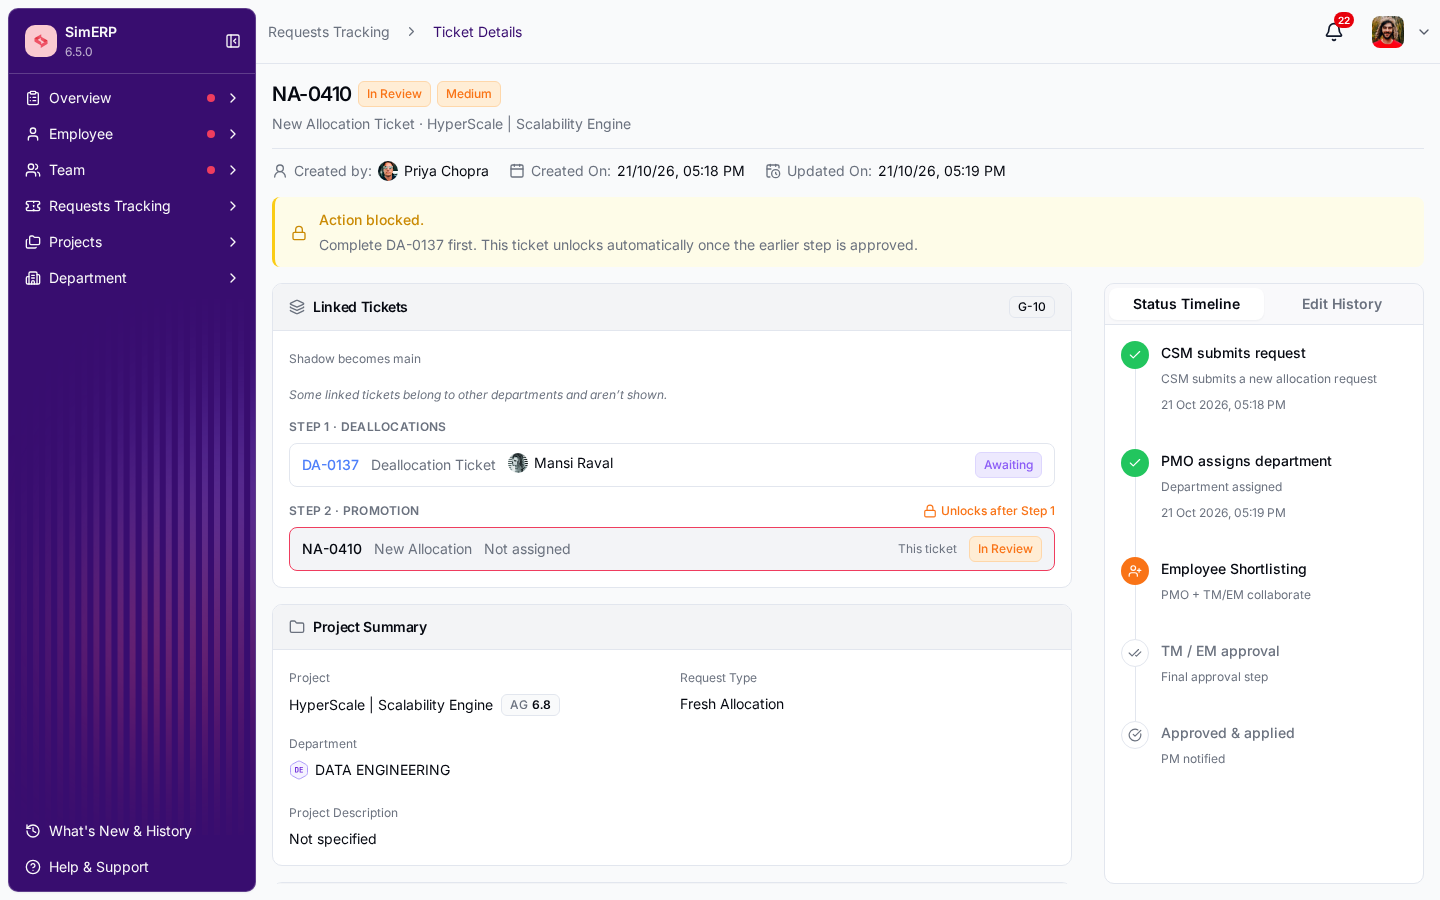 SimERP
6.5.0
Overview
Employee
Team
Requests Tracking
Projects
Department
What's New & History
Help & Support
Requests Tracking
Ticket Details
22
NA-0410
In Review
Medium
New Allocation Ticket · HyperScale | Scalability Engine
Created by: Priya Chopra
Created On: 21/10/26, 05:18 PM
Updated On: 21/10/26, 05:19 PM
Action blocked.
Complete DA-0137 first. This ticket unlocks automatically once the earlier step is approved.
Linked Tickets
G-10
Shadow becomes main
Some linked tickets belong to other departments and aren’t shown.
STEP 1 · DEALLOCATIONS
DA-0137 Deallocation Ticket Mansi Raval Awaiting
STEP 2 · PROMOTION
Unlocks after Step 1
NA-0410 New Allocation Not assigned This ticket In Review
Project Summary
Project
HyperScale | Scalability Engine AG 6.8
Request Type
Fresh Allocation
Department
DE DATA ENGINEERING
Project Description
Not specified
Status Timeline
Edit History
CSM submits request
CSM submits a new allocation request
21 Oct 2026, 05:18 PM
PMO assigns department
Department assigned
21 Oct 2026, 05:19 PM
Employee Shortlisting
PMO + TM/EM collaborate
TM / EM approval
Final approval step
Approved & applied
PM notified